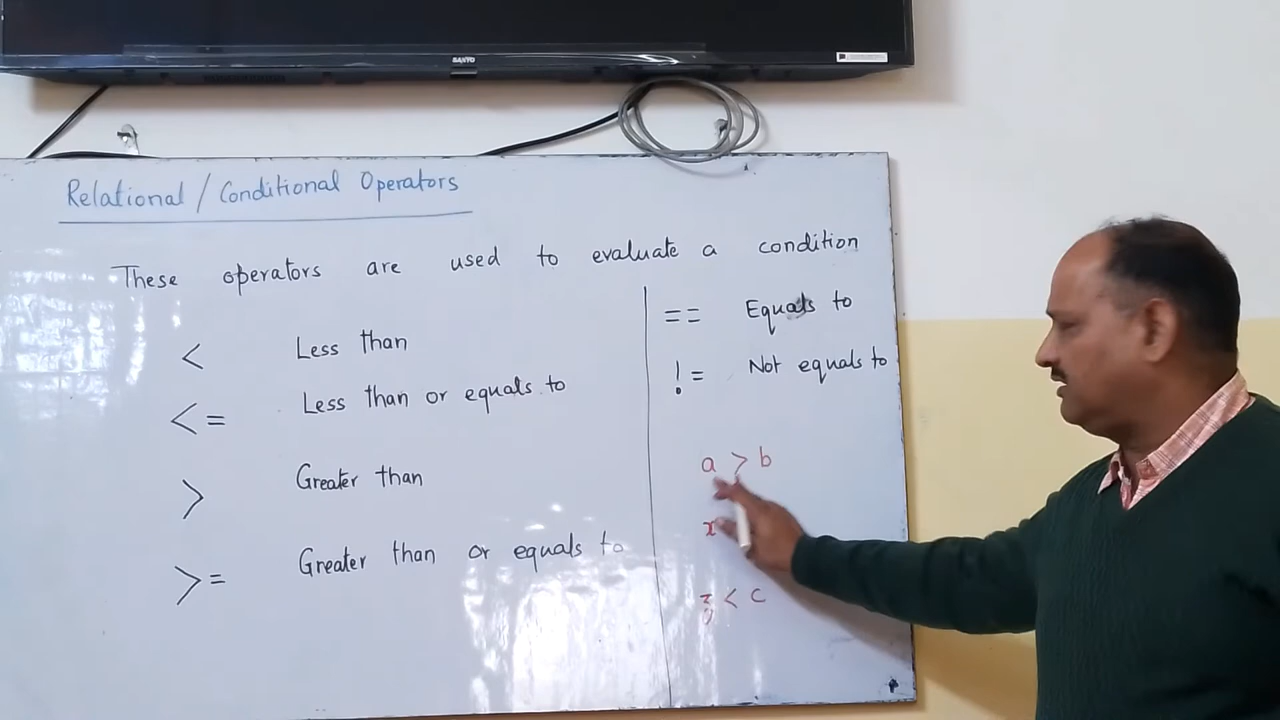 SANYO
Relational / Conditional Operators
These operators are used to evaluate a condition
< Less than
<= Less than or equals to
> Greater than
>= Greater than or equals to
== Equals to
!= Not equals to
a > b
x
z < c